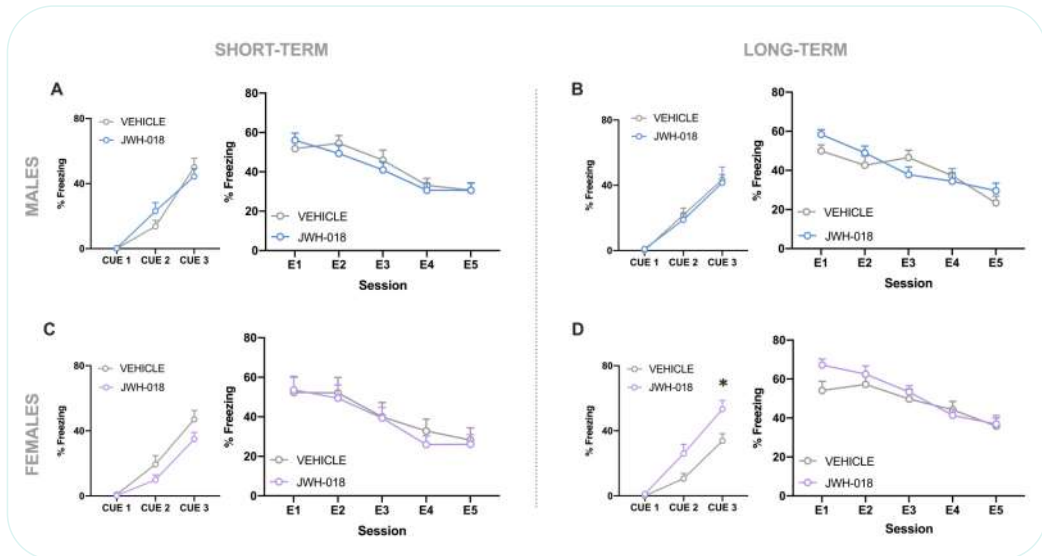 SHORT-TERM
LONG-TERM
MALES
FEMALES
A
% Freezing
80
40
0
VEHICLE
JWH-018
CUE 1 CUE 2 CUE 3
% Freezing
80
60
40
20
0
VEHICLE
JWH-018
E1 E2 E3 E4 E5
Session
B
% Freezing
80
40
0
VEHICLE
JWH-018
CUE 1 CUE 2 CUE 3
% Freezing
80
60
40
20
0
VEHICLE
JWH-018
E1 E2 E3 E4 E5
Session
C
% Freezing
80
40
0
VEHICLE
JWH-018
CUE 1 CUE 2 CUE 3
% Freezing
80
60
40
20
0
VEHICLE
JWH-018
E1 E2 E3 E4 E5
Session
D
% Freezing
80
40
0
VEHICLE
JWH-018
*
CUE 1 CUE 2 CUE 3
% Freezing
80
60
40
20
0
VEHICLE
JWH-018
E1 E2 E3 E4 E5
Session